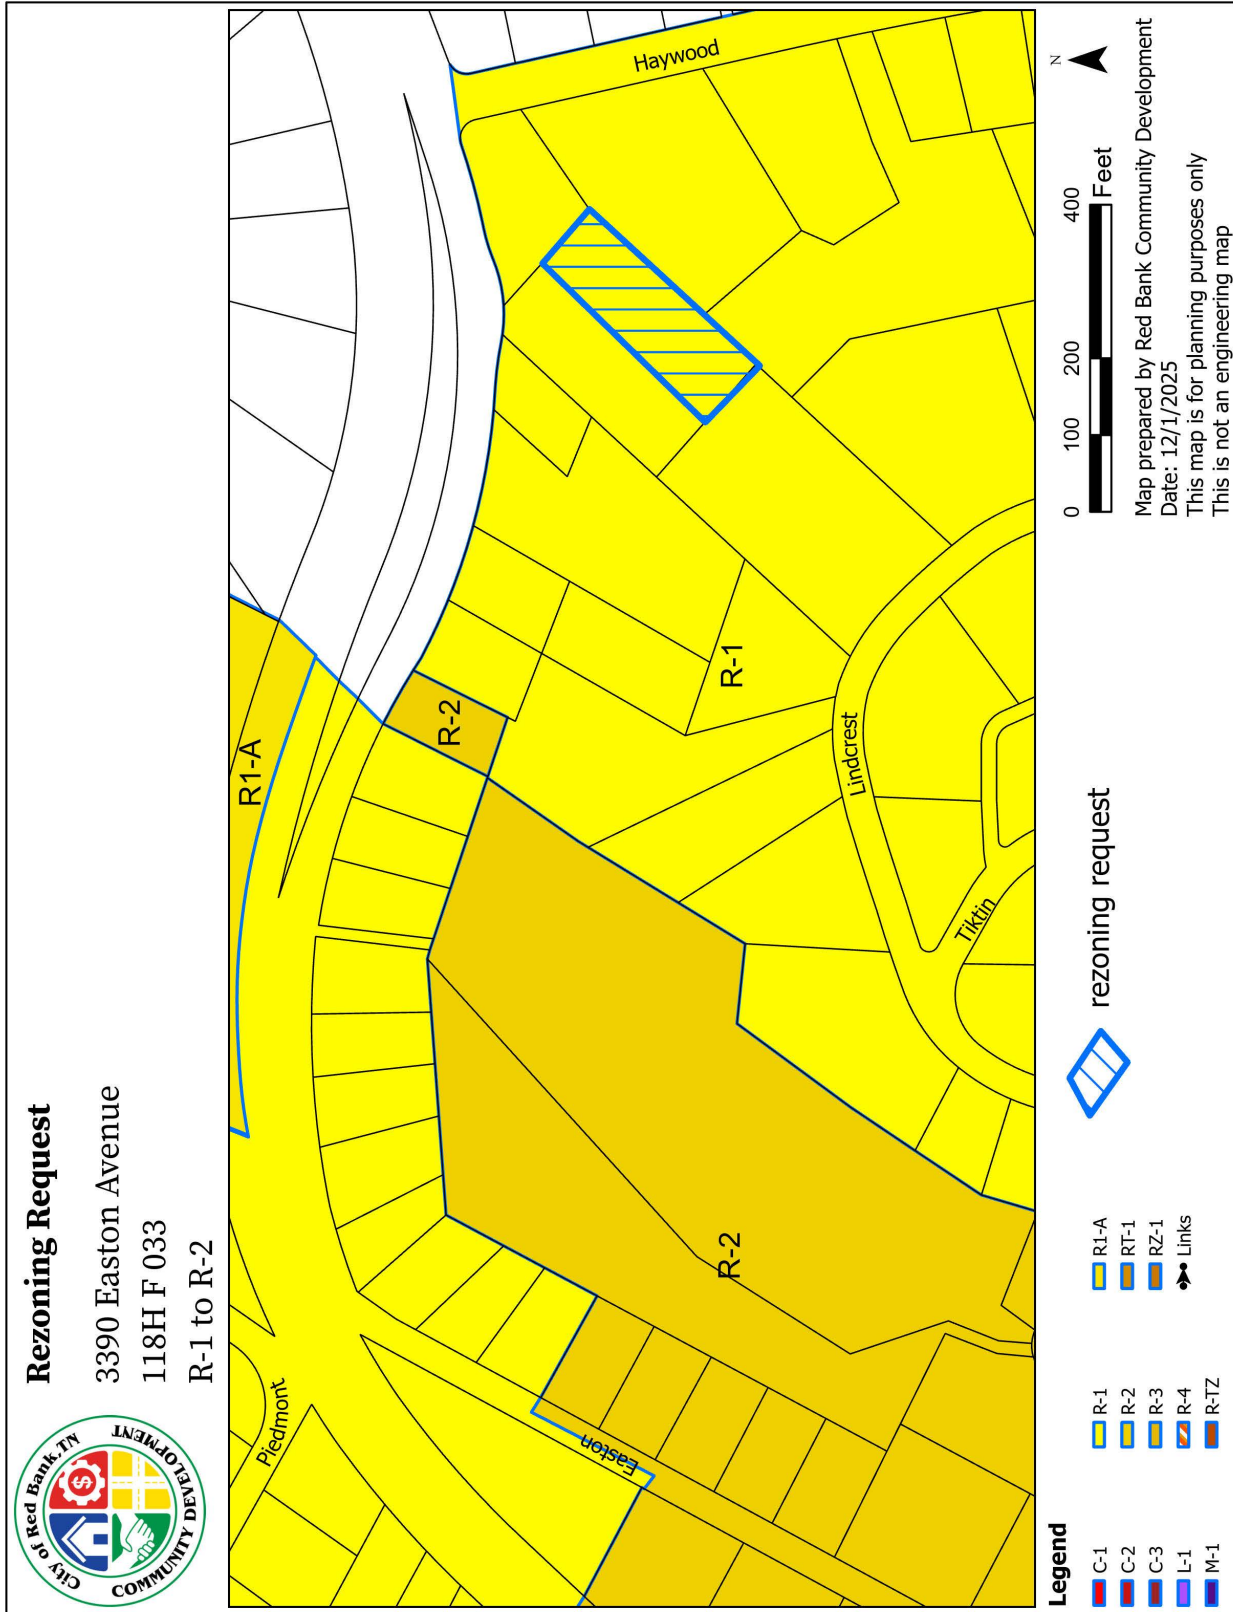 City of Red Bank, TN
COMMUNITY DEVELOPMENT
Rezoning Request
3390 Easton Avenue
118H F 033
R-1 to R-2
Piedmont
R1-A
R-2
Haywood
R-1
Easton
R-2
Lindcrest
Tiktin
Legend
C-1
C-2
C-3
L-1
M-1
R-1
R-2
R-3
R-4
R-TZ
R1-A
RT-1
RZ-1
Links
rezoning request
N
0 100 200 400
Feet
Map prepared by Red Bank Community Development
Date: 12/1/2025
This map is for planning purposes only
This is not an engineering map